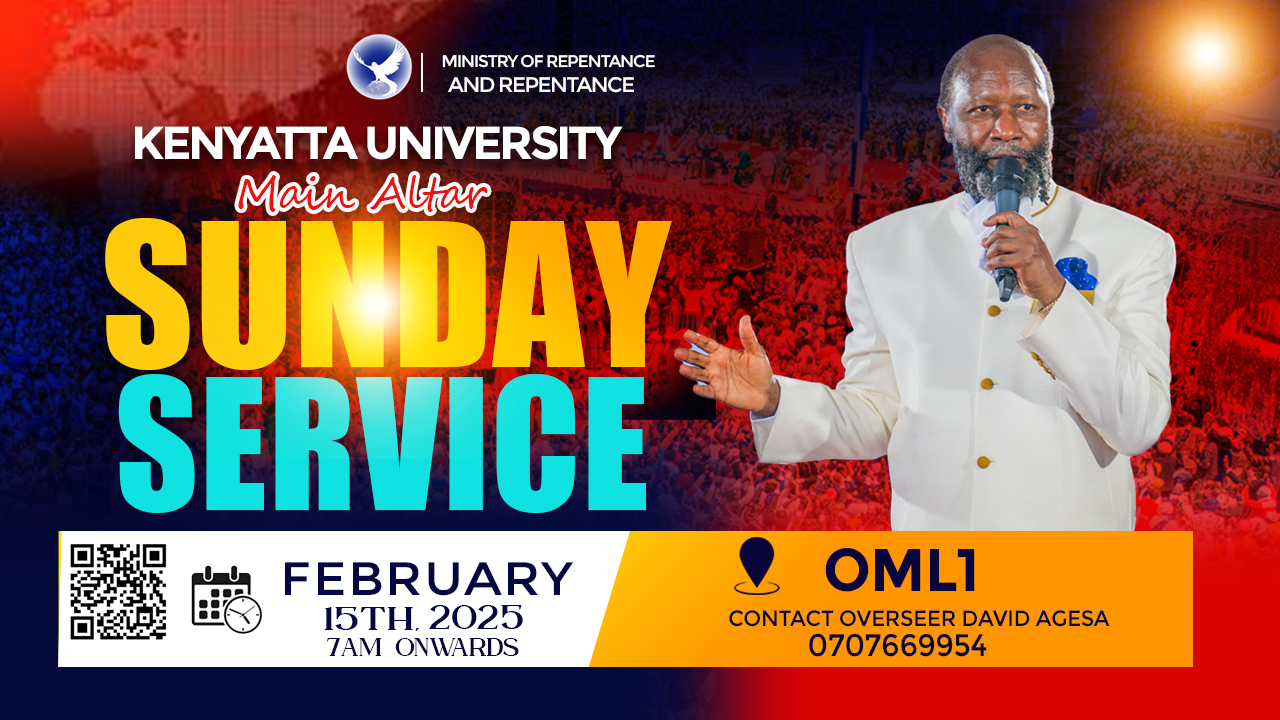 MINISTRY OF REPENTANCE
AND REPENTANCE
KENYATTA UNIVERSITY
Main Altar
SUNDAY
SERVICE
FEBRUARY
15TH, 2025
7AM ONWARDS
OML1
CONTACT OVERSEER DAVID AGESA
0707669954